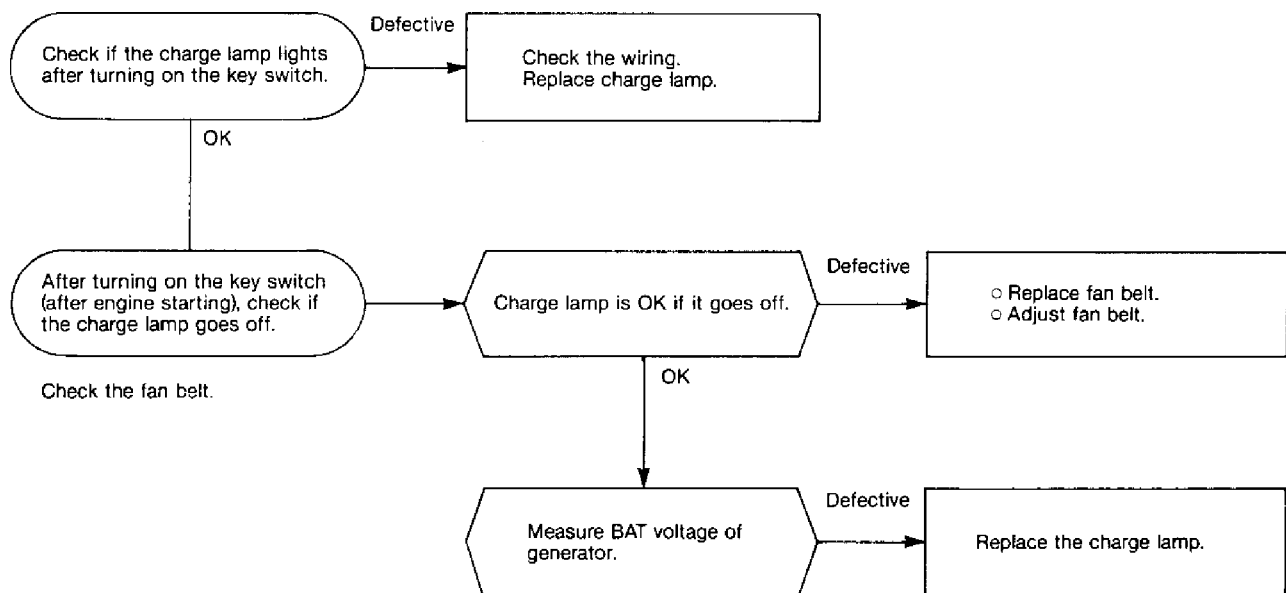 Check if the charge lamp lights
after turning on the key switch.
Defective
Check the wiring.
Replace charge lamp.
OK
After turning on the key switch
(after engine starting), check if
the charge lamp goes off.
Charge lamp is OK if it goes off.
Defective
○ Replace fan belt.
○ Adjust fan belt.
Check the fan belt.
OK
Measure BAT voltage of
generator.
Defective
Replace the charge lamp.